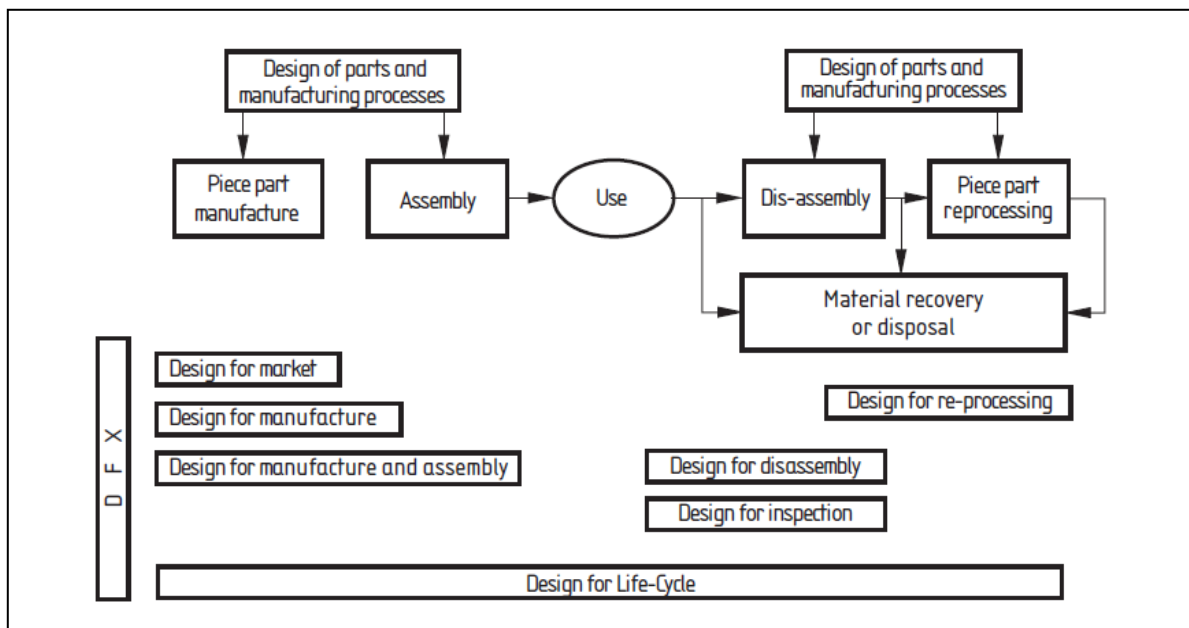 Design of parts and
manufacturing processes
Design of parts and
manufacturing processes
Piece part
manufacture
Assembly
Use
Dis-assembly
Piece part
reprocessing
Material recovery
or disposal
D F X
Design for market
Design for re-processing
Design for manufacture
Design for manufacture and assembly
Design for disassembly
Design for inspection
Design for Life-Cycle